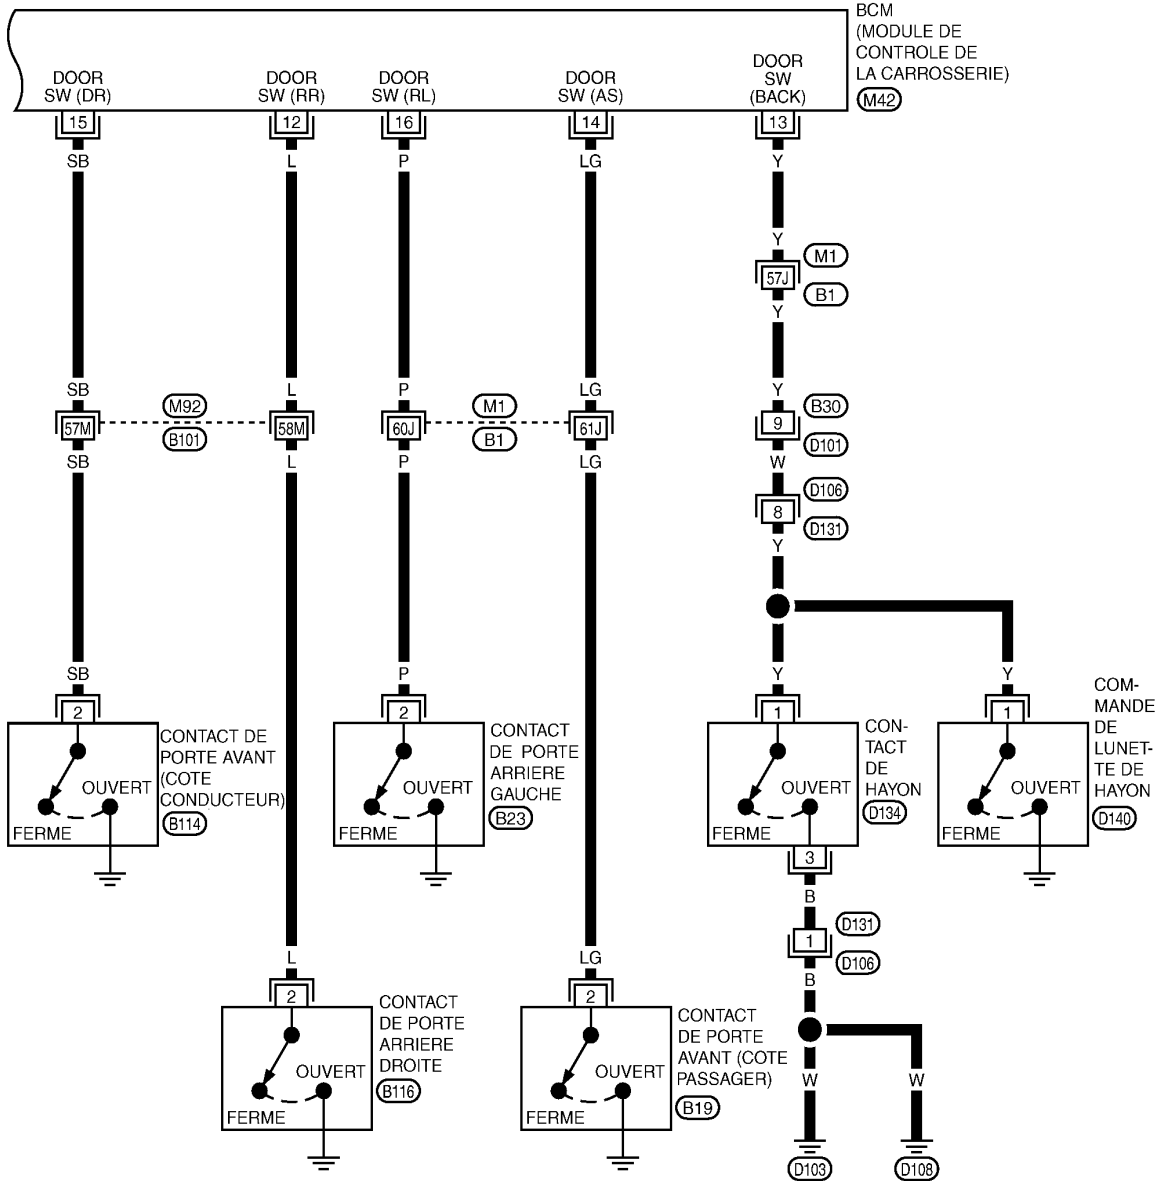 BCM
(MODULE DE
CONTROLE DE
LA CARROSSERIE)
M42
DOOR
SW (DR)
DOOR
SW (RR)
DOOR
SW (RL)
DOOR
SW (AS)
DOOR
SW
(BACK)
15
12
16
14
13
SB
L
P
LG
Y
Y
M1
57J
B1
Y
SB
L
P
LG
Y
M92
M1
B30
57M
58M
60J
61J
9
B101
B1
D101
SB
L
P
LG
W
D106
8
D131
Y
SB
P
Y
Y
2
2
1
1
CONTACT DE
PORTE AVANT
(COTE
CONDUCTEUR)
B114
OUVERT
FERME
CONTACT
DE PORTE
ARRIERE
GAUCHE
B23
OUVERT
FERME
CON-
TACT
DE
HAYON
D134
OUVERT
FERME
COM-
MANDE
DE
LUNET-
TE DE
HAYON
D140
OUVERT
FERME
3
B
D131
1
D106
B
L
LG
2
2
CONTACT
DE PORTE
ARRIERE
DROITE
B116
OUVERT
FERME
CONTACT
DE PORTE
AVANT (COTE
PASSAGER)
B19
OUVERT
FERME
W
W
D103
D108